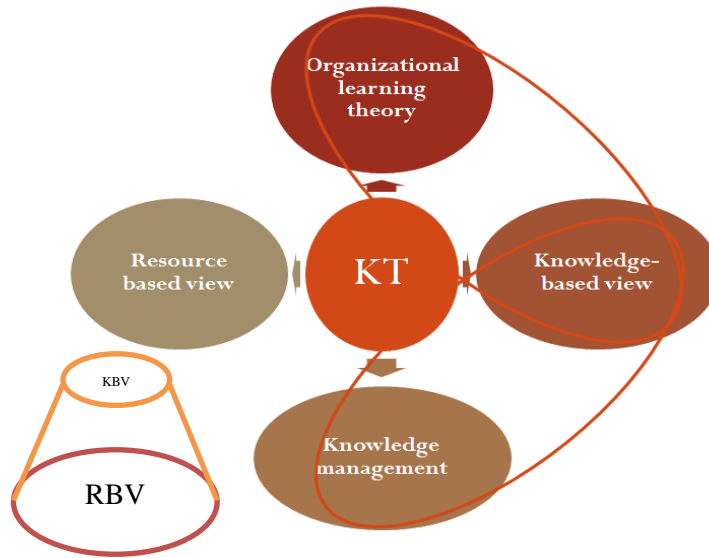 Organizational
learning
theory
Resource
based view
KT
Knowledge-
based view
KBV
Knowledge
management
RBV